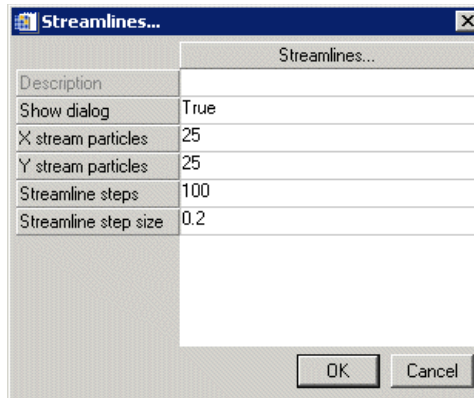 Streamlines...
Streamlines...
Description
Show dialog True
X stream particles 25
Y stream particles 25
Streamline steps 100
Streamline step size 0.2
OK Cancel